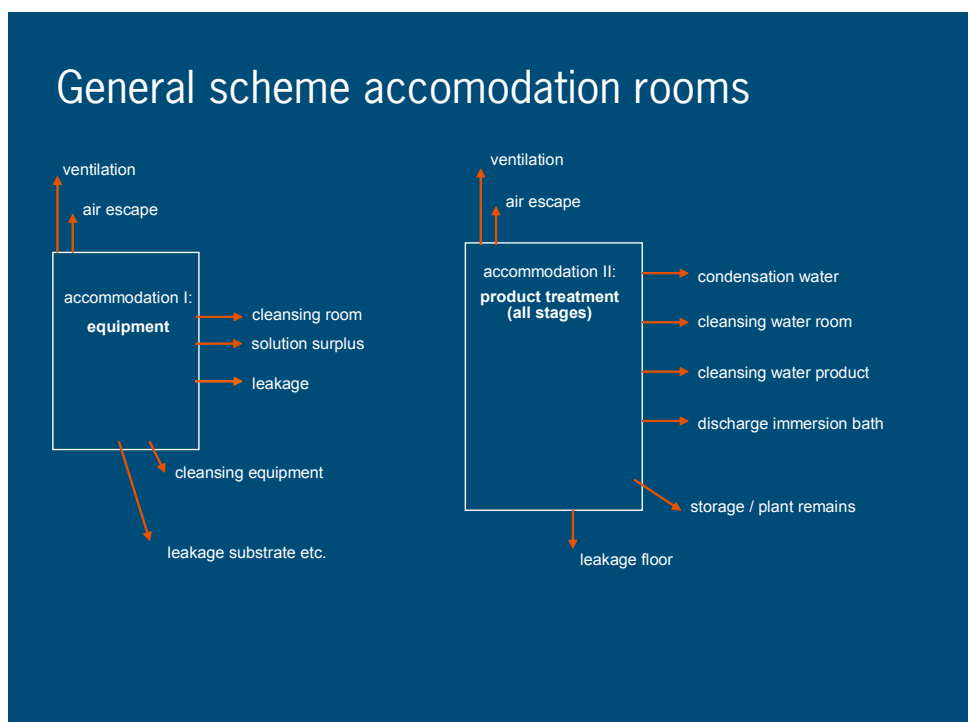 General scheme accomodation rooms
ventilation
air escape
accommodation I:
equipment
cleansing room
solution surplus
leakage
cleansing equipment
leakage substrate etc.
ventilation
air escape
accommodation II:
product treatment
(all stages)
condensation water
cleansing water room
cleansing water product
discharge immersion bath
storage / plant remains
leakage floor